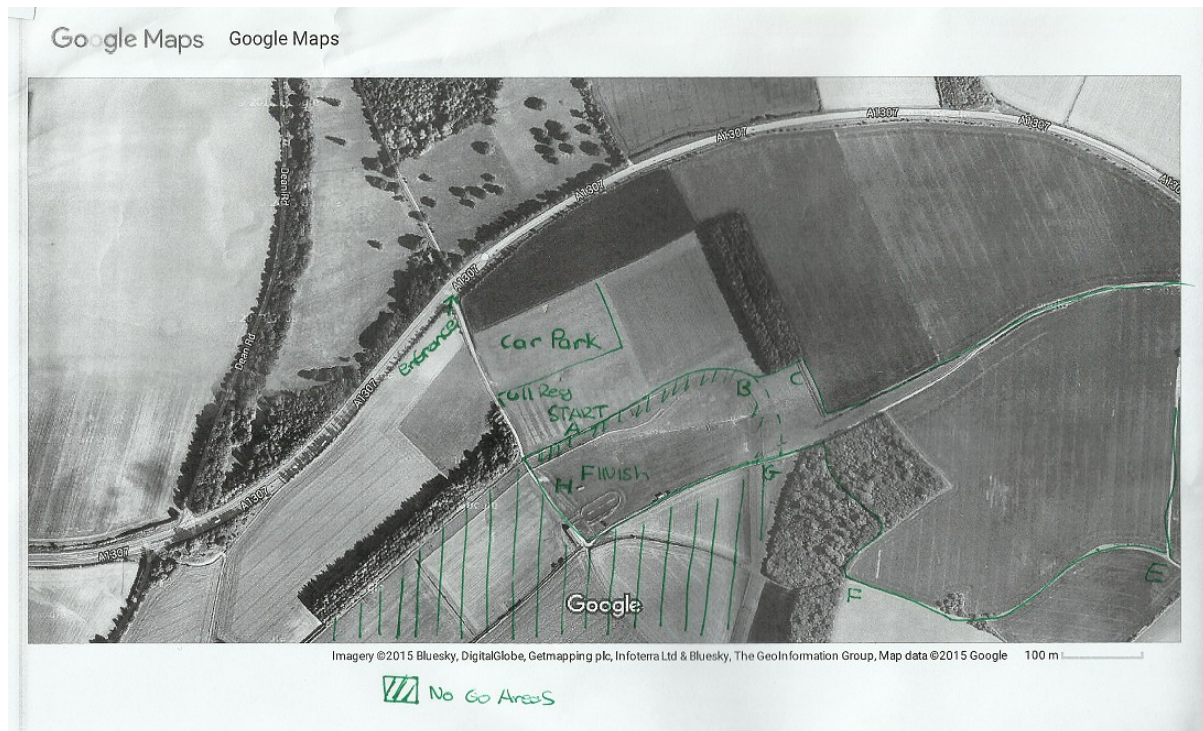 Google Maps Google Maps
A1307
A1307
A1307
A1307
A1307
Dean Rd
A1307
Entrance
Car Park
Dean Rd
A1307
Reg
START
A
B
C
FINISH
H
G
A1307
A1307
E
F
Google
Imagery ©2015 Bluesky, DigitalGlobe, Getmapping plc, Infoterra Ltd & Bluesky, The GeoInformation Group, Map data ©2015 Google 100 m
No Go Areas